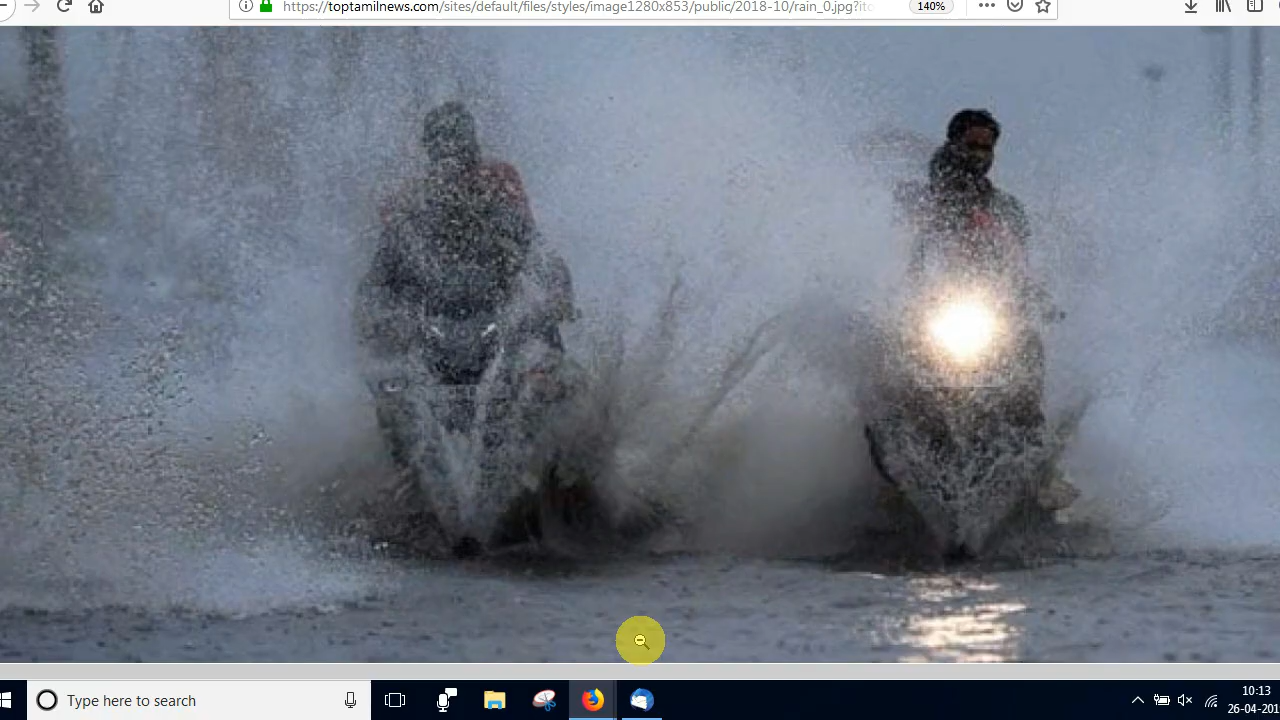 https://toptamilnews.com/sites/default/files/styles/image1280x853/public/2018-10/rain_0.jpg?itc
140%
Type here to search
10:13
26-04-201